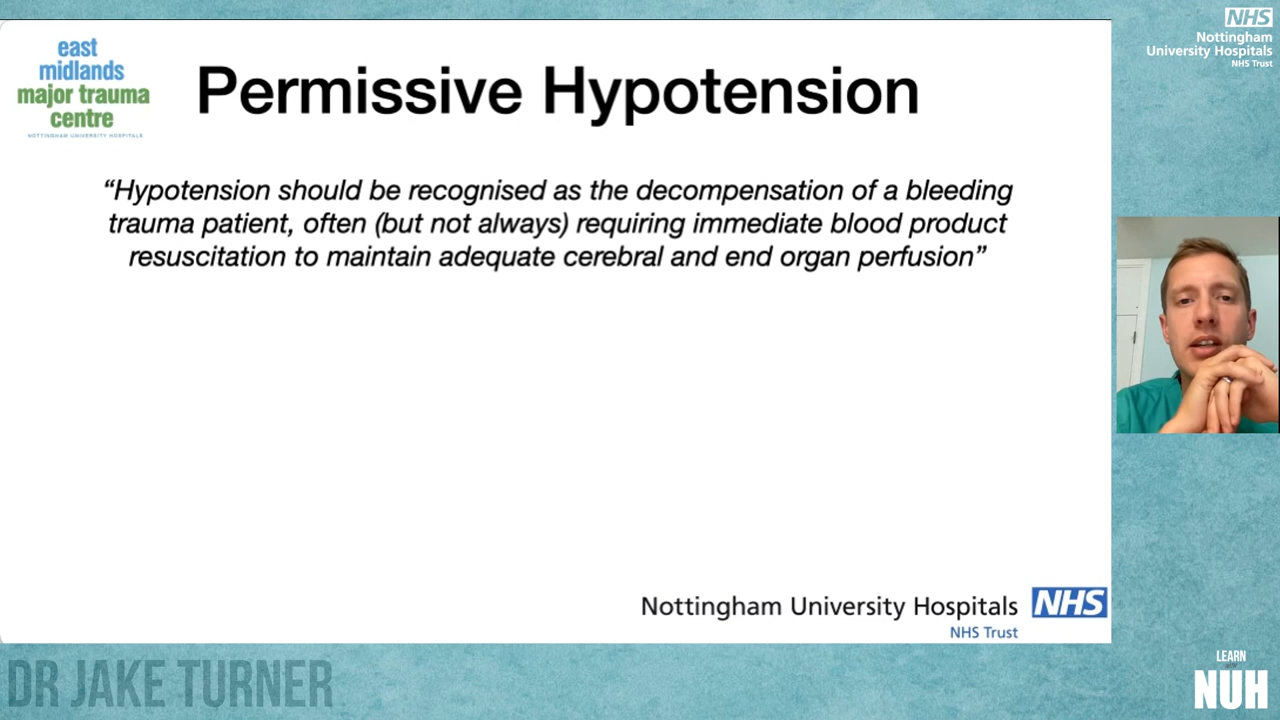 NHS
Nottingham
University Hospitals
NHS Trust
east
midlands
major trauma
centre
NOTTINGHAM UNIVERSITY HOSPITALS
Permissive Hypotension
“Hypotension should be recognised as the decompensation of a bleeding
trauma patient, often (but not always) requiring immediate blood product
resuscitation to maintain adequate cerebral and end organ perfusion”
Nottingham University Hospitals NHS
NHS Trust
DR JAKE TURNER
LEARN
NUH